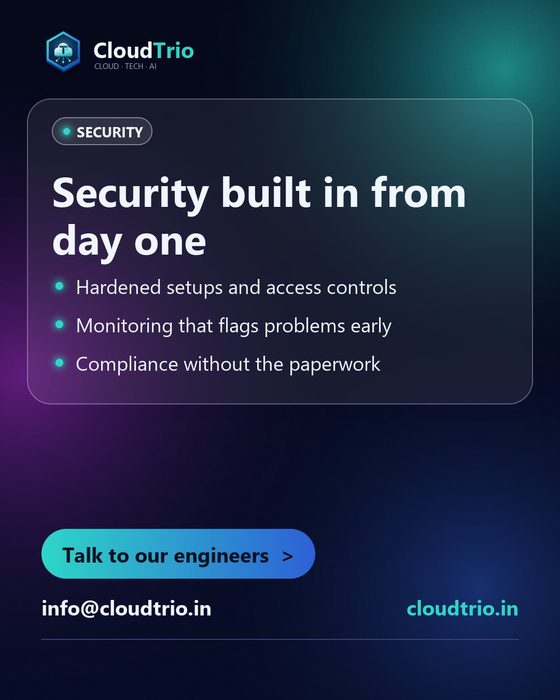 CloudTrio
CLOUD · TECH · AI
SECURITY
Security built in from
day one
Hardened setups and access controls
Monitoring that flags problems early
Compliance without the paperwork
Talk to our engineers >
info@cloudtrio.in
cloudtrio.in